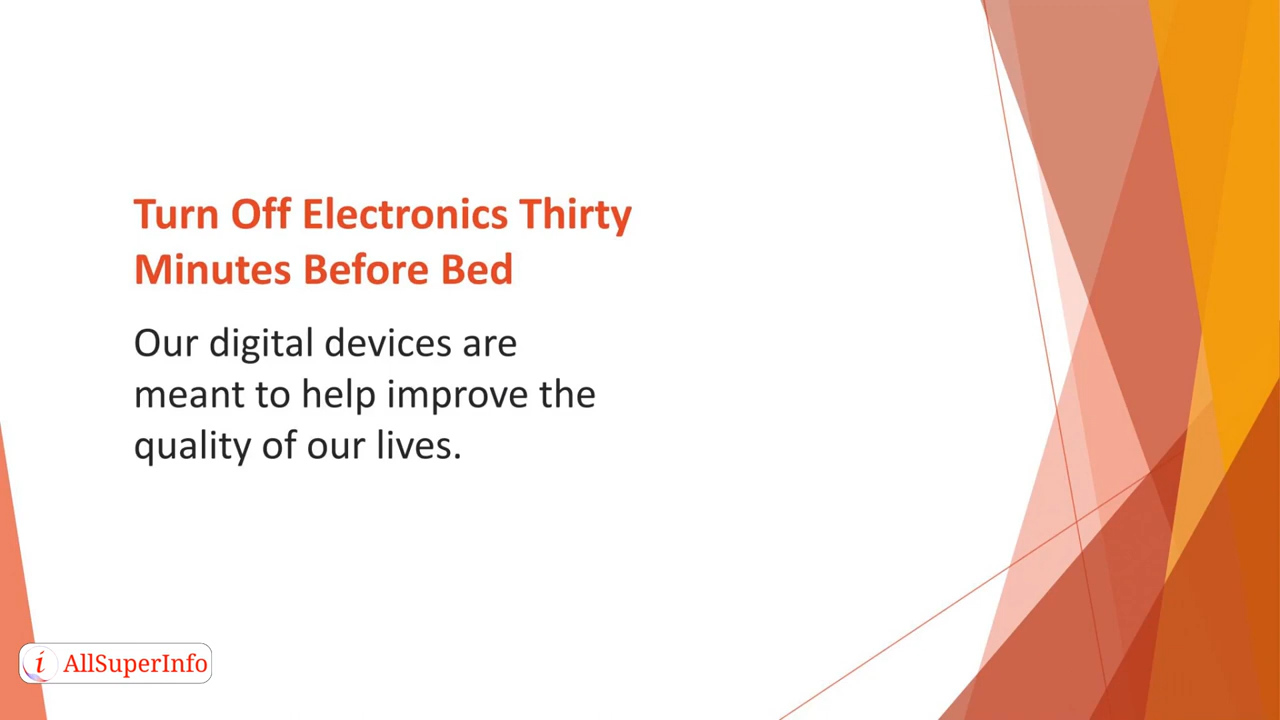 Turn Off Electronics Thirty
Minutes Before Bed
Our digital devices are
meant to help improve the
quality of our lives.
i AllSuperInfo